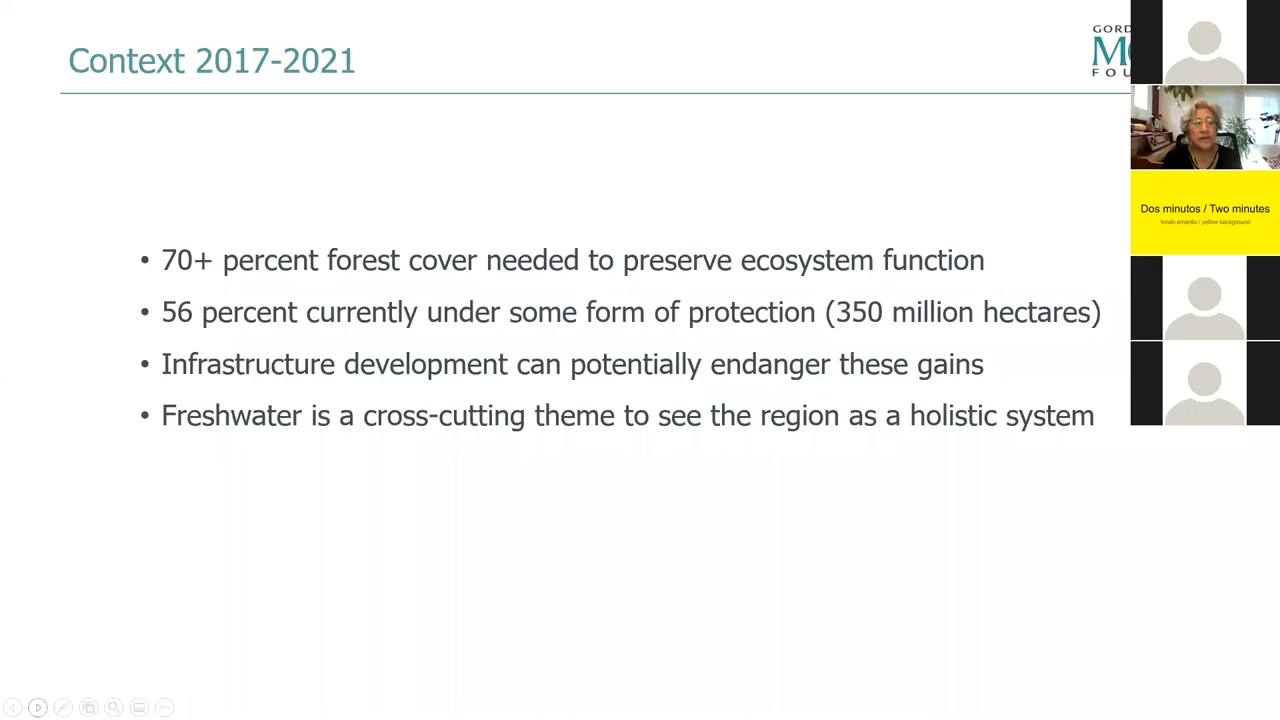 Context 2017-2021
GORD
MO
FOU
• 70+ percent forest cover needed to preserve ecosystem function
• 56 percent currently under some form of protection (350 million hectares)
• Infrastructure development can potentially endanger these gains
• Freshwater is a cross-cutting theme to see the region as a holistic system
Dos minutos / Two minutes
fondo amarillo / yellow background